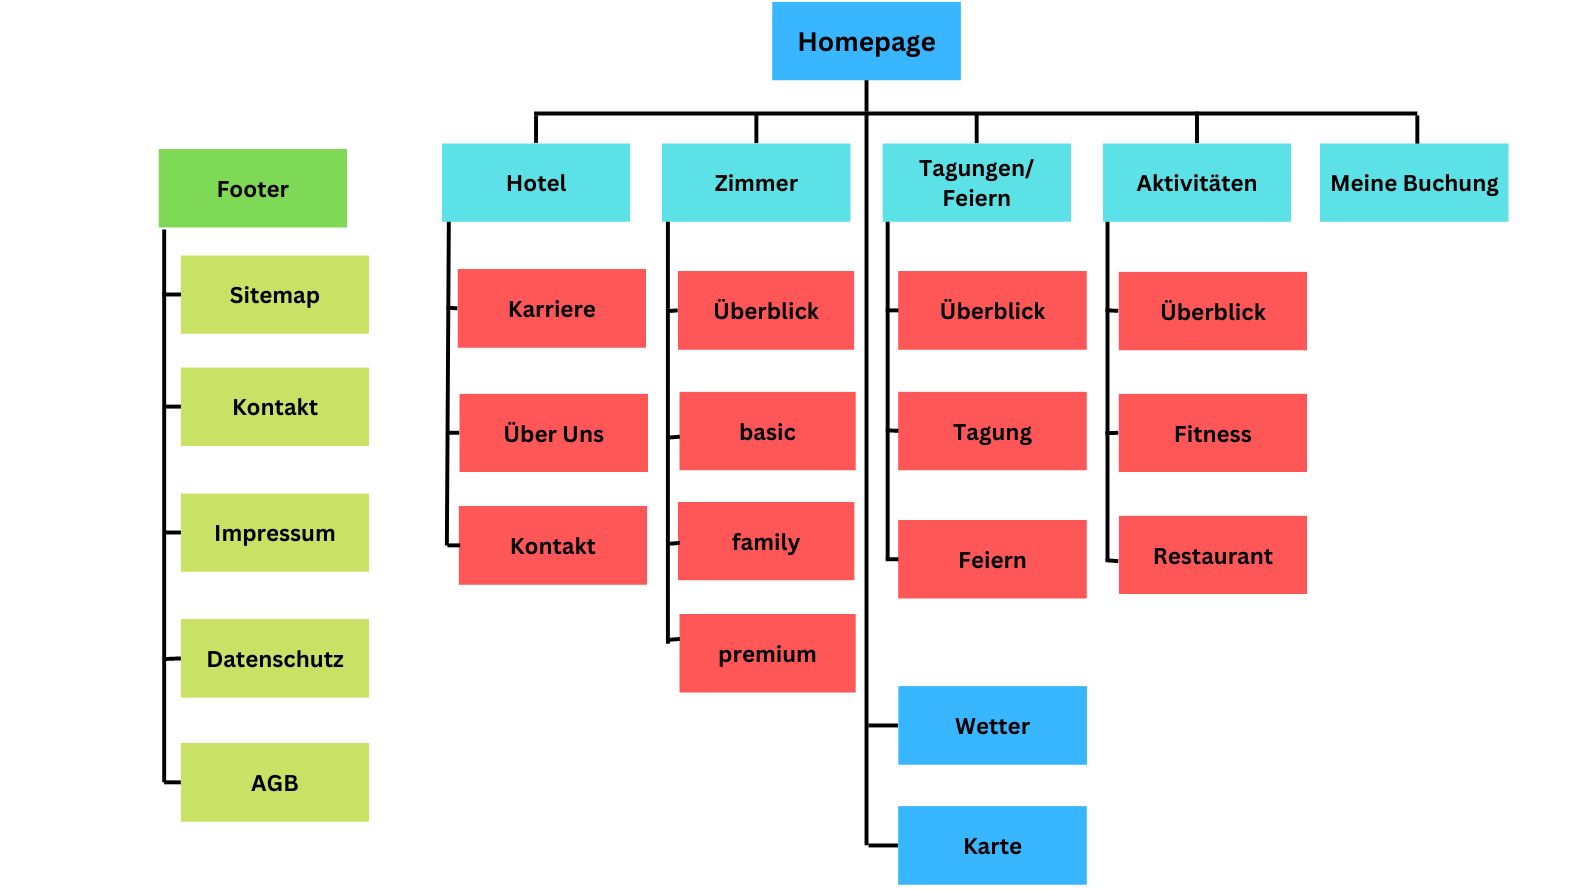 Homepage
Footer
Sitemap
Kontakt
Impressum
Datenschutz
AGB
Hotel
Karriere
Über Uns
Kontakt
Zimmer
Überblick
basic
family
premium
Tagungen/
Feiern
Überblick
Tagung
Feiern
Aktivitäten
Überblick
Fitness
Restaurant
Meine Buchung
Wetter
Karte